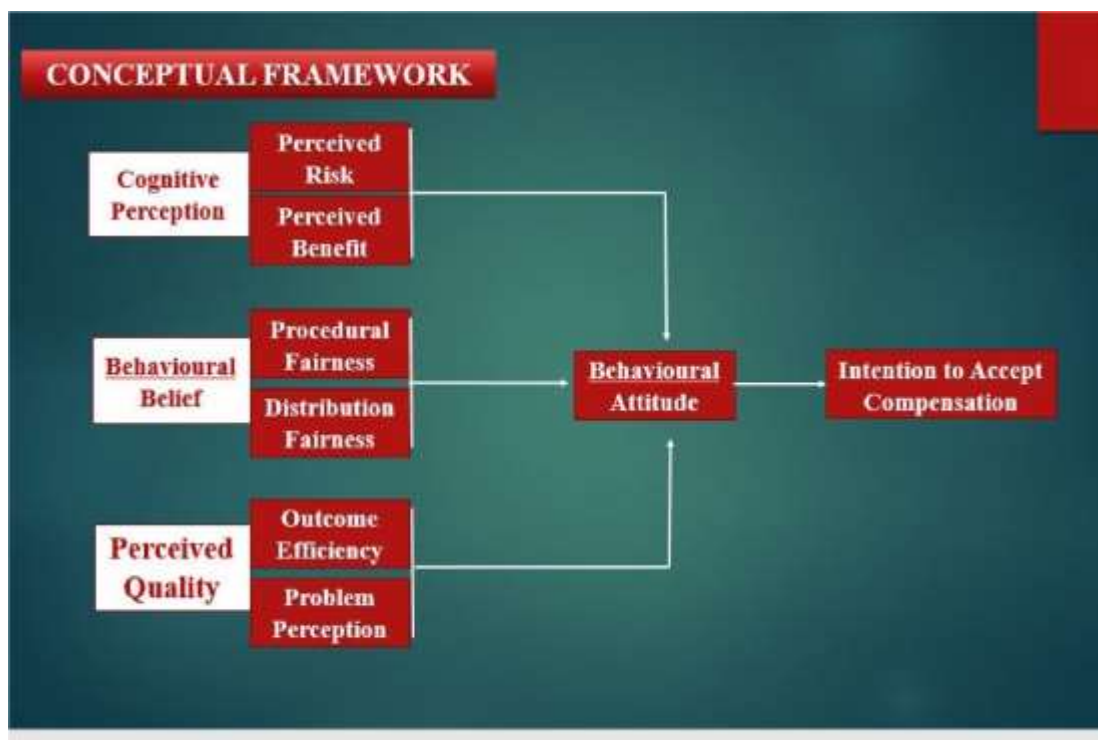 CONCEPTUAL FRAMEWORK
Cognitive
Perception
Perceived
Risk
Perceived
Benefit
Behavioural
Belief
Procedural
Fairness
Distribution
Fairness
Perceived
Quality
Outcome
Efficiency
Problem
Perception
Behavioural
Attitude
Intention to Accept
Compensation